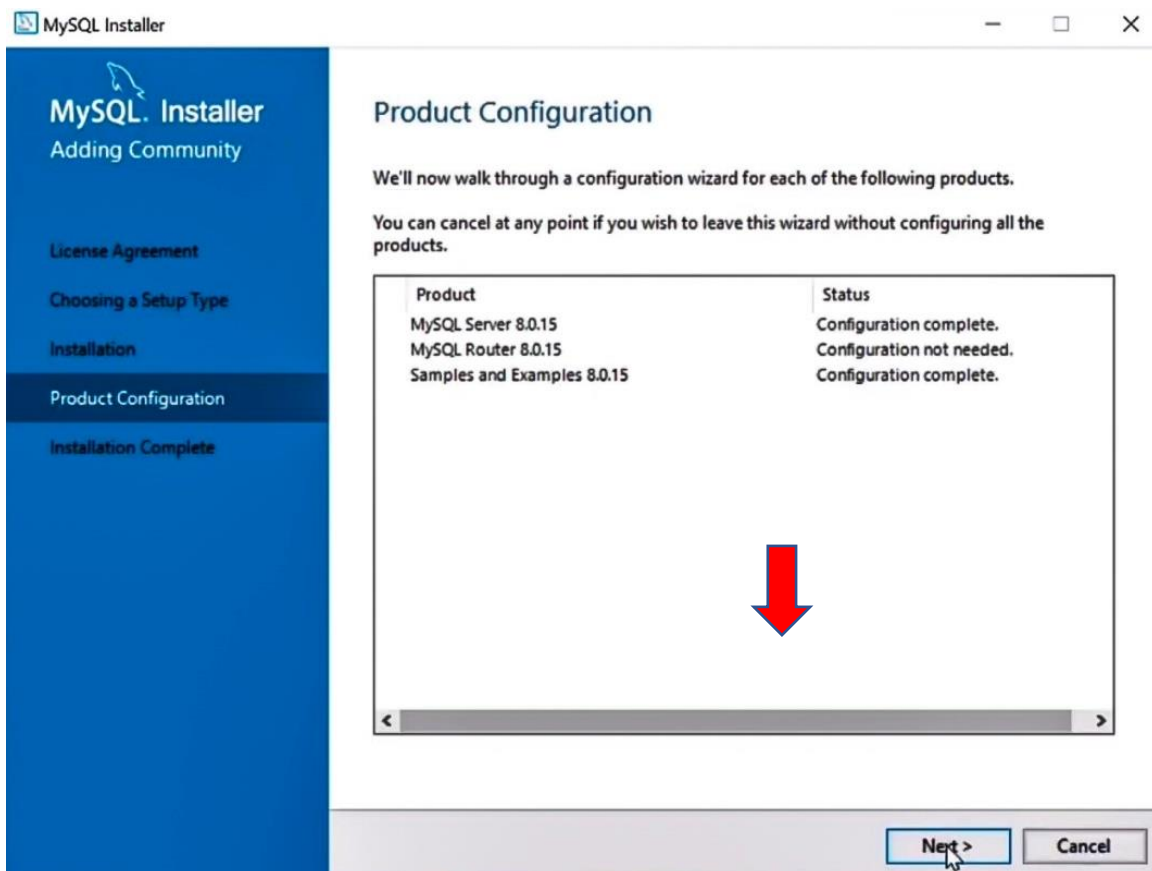 MySQL Installer
MySQL. Installer
Adding Community
License Agreement
Choosing a Setup Type
Installation
Product Configuration
Installation Complete
Product Configuration
We'll now walk through a configuration wizard for each of the following products.
You can cancel at any point if you wish to leave this wizard without configuring all the
products.
Product Status
MySQL Server 8.0.15 Configuration complete.
MySQL Router 8.0.15 Configuration not needed.
Samples and Examples 8.0.15 Configuration complete.
Next > Cancel